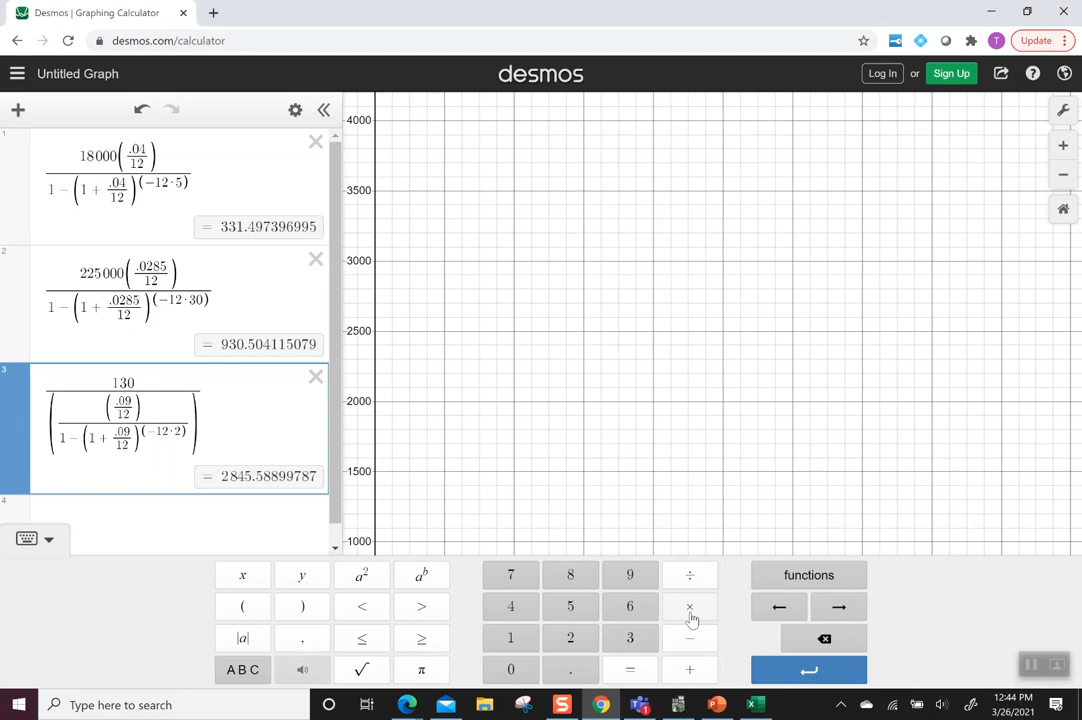 Desmos | Graphing Calculator
desmos.com/calculator
T
Update
Untitled Graph
desmos
Log In or Sign Up
1
18000(.04/12)
1 − (1 + .04/12)^(−12·5)
= 331.497396995
2
225000(.0285/12)
1 − (1 + .0285/12)^(−12·30)
= 930.504115079
3
130
(.09/12)
1 − (1 + .09/12)^(−12·2)
= 2845.58899787
4
4000
3500
3000
2500
2000
1500
1000
x y a² aᵇ 7 8 9 ÷ functions
( ) < > 4 5 6 × ← →
|a| , ≤ ≥ 1 2 3 −
A B C √ π 0 . = +
Type here to search
12:44 PM
3/26/2021